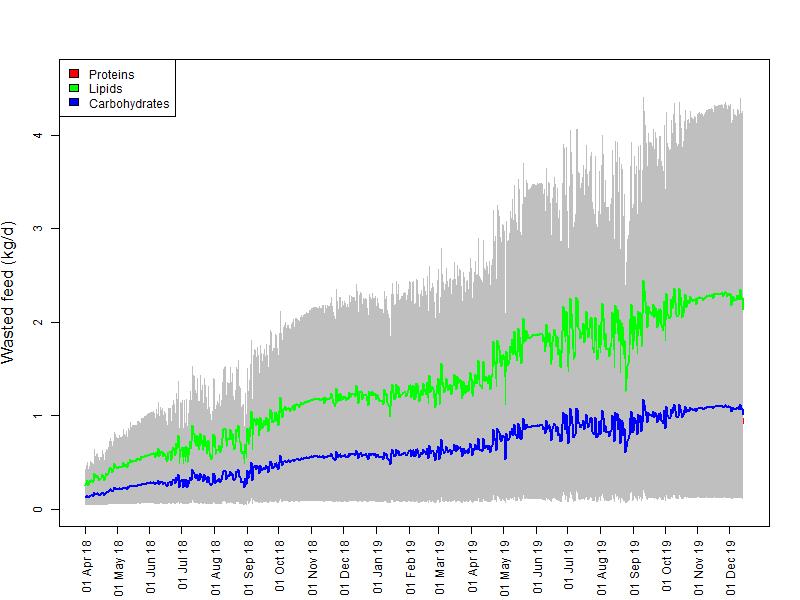 Proteins
Lipids
Carbohydrates
Wasted feed (kg/d)
4
3
2
1
0
01 Apr 18
01 May 18
01 Jun 18
01 Jul 18
01 Aug 18
01 Sep 18
01 Oct 18
01 Nov 18
01 Dec 18
01 Jan 19
01 Feb 19
01 Mar 19
01 Apr 19
01 May 19
01 Jun 19
01 Jul 19
01 Aug 19
01 Sep 19
01 Oct 19
01 Nov 19
01 Dec 19